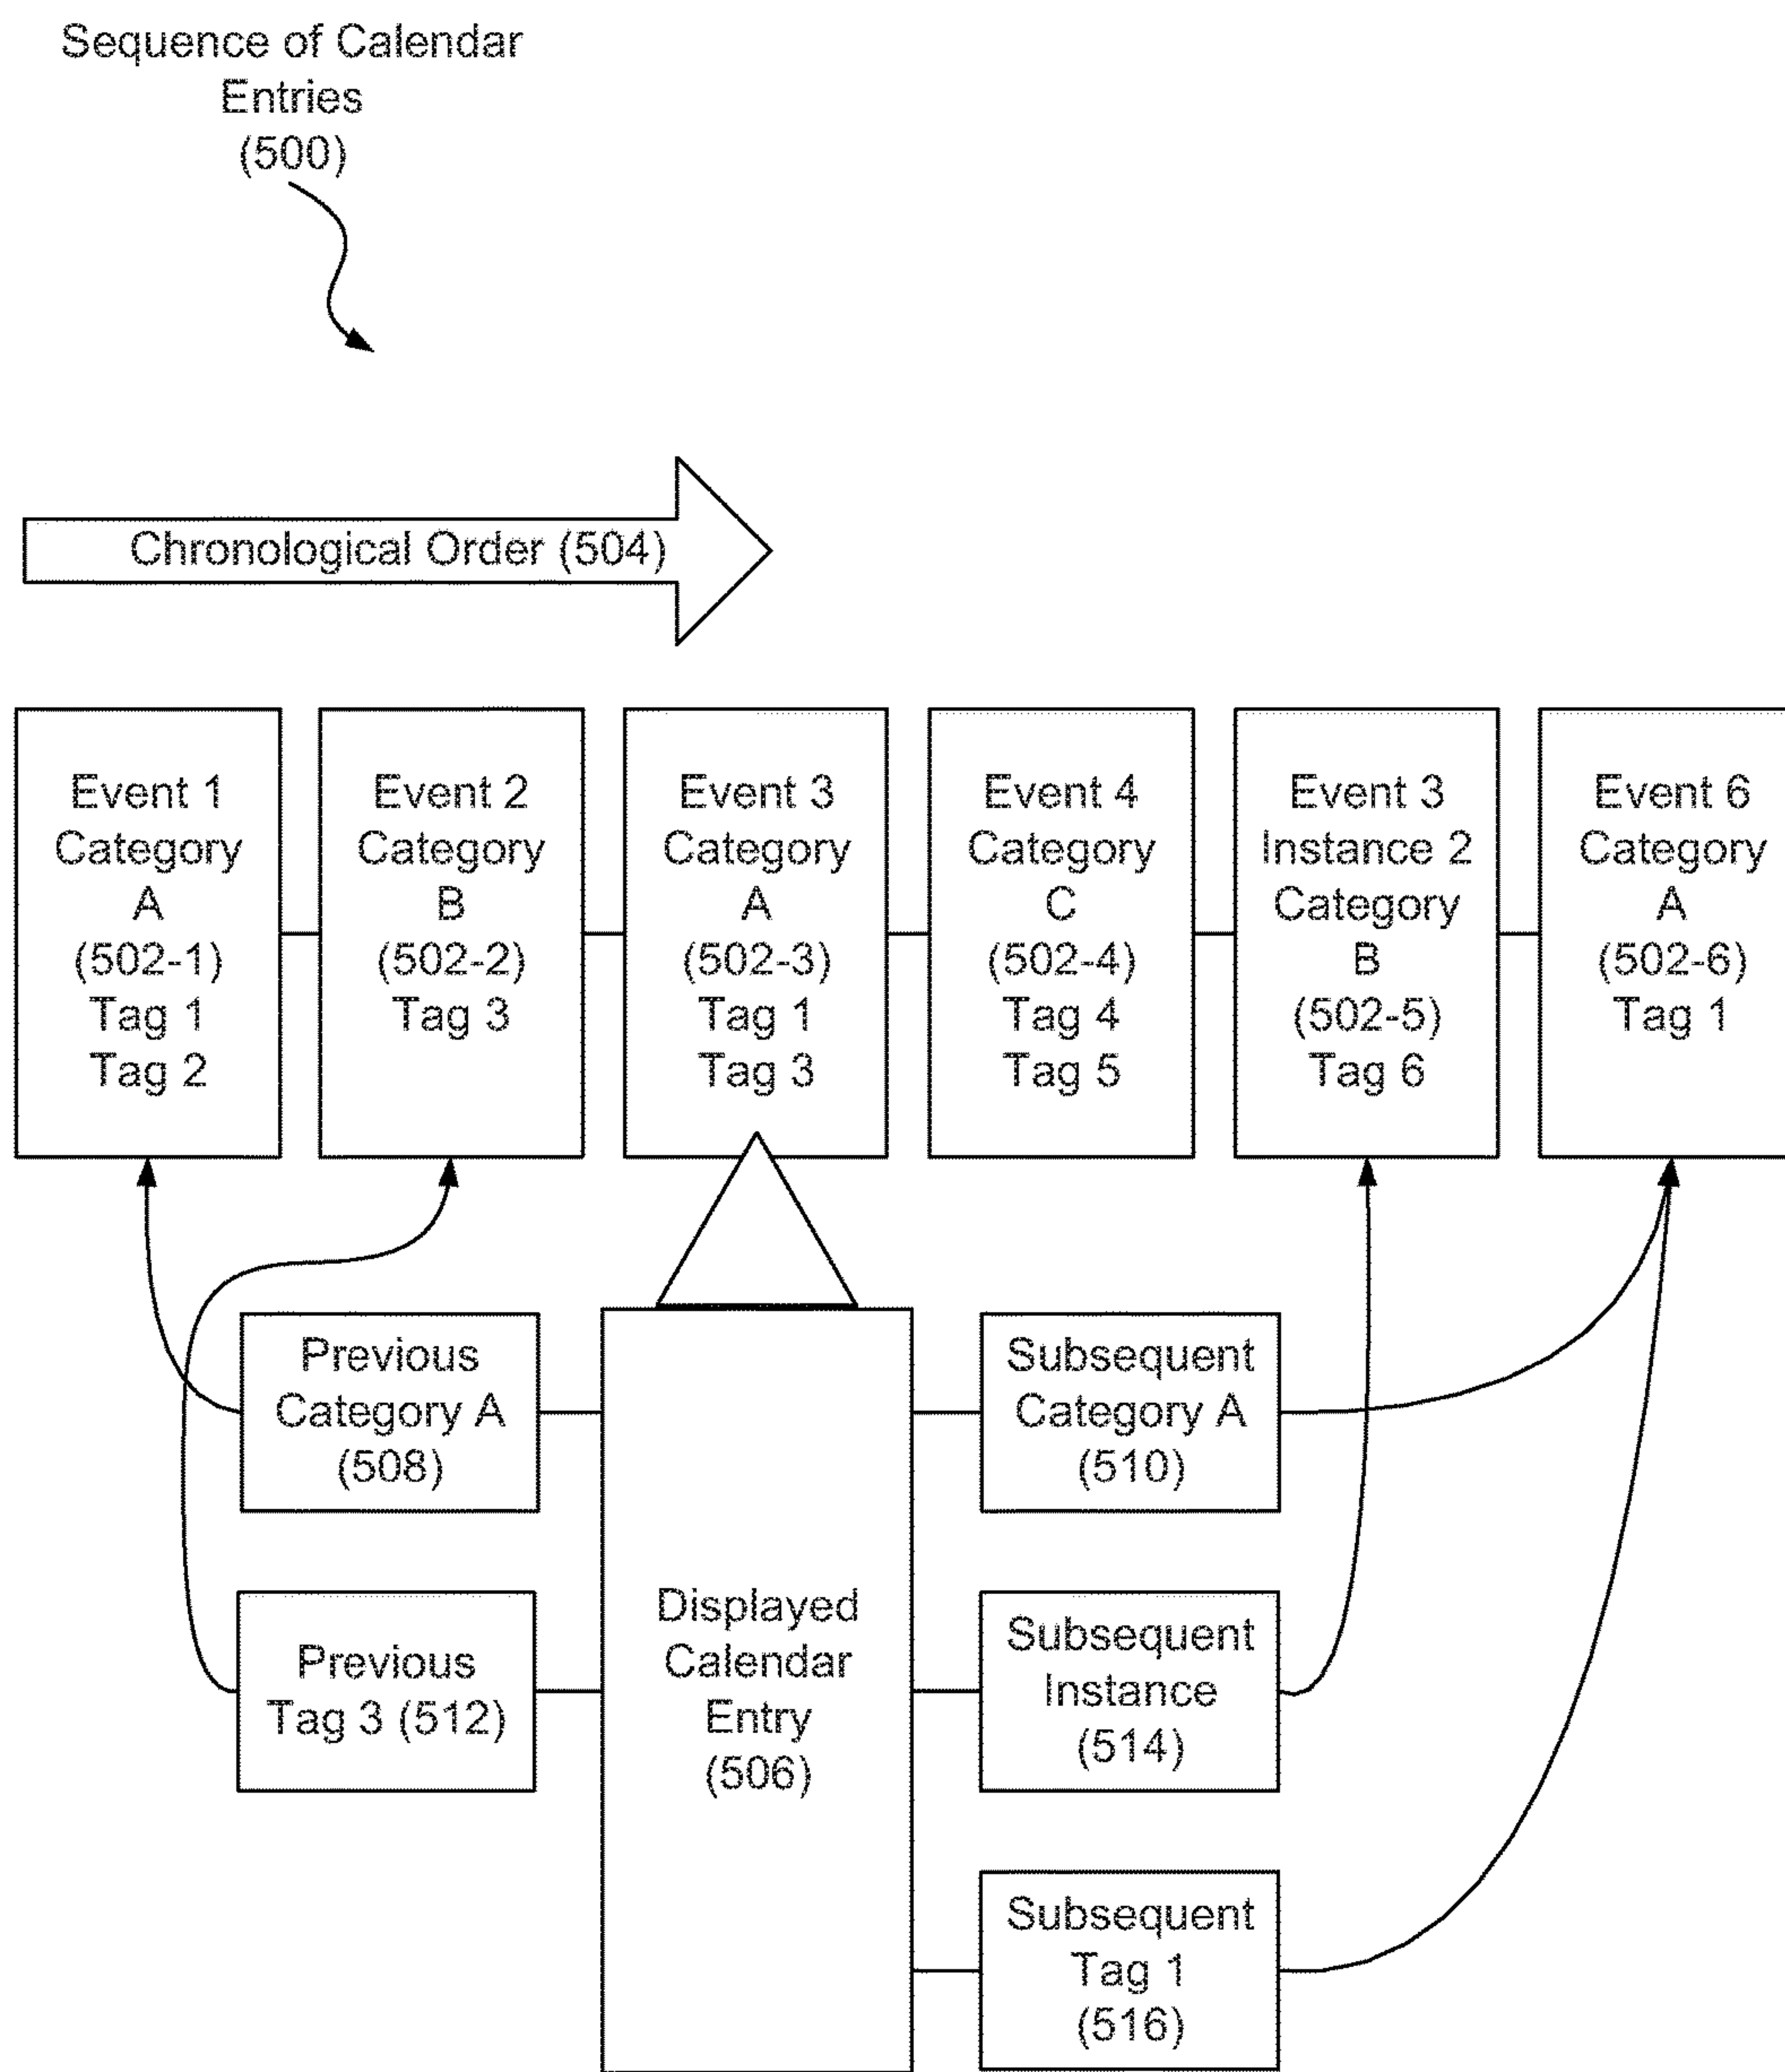 Sequence of Calendar
Entries
(500)
Chronological Order (504)
Event 1
Category
A
(502-1)
Tag 1
Tag 2
Event 2
Category
B
(502-2)
Tag 3
Event 3
Category
A
(502-3)
Tag 1
Tag 3
Event 4
Category
C
(502-4)
Tag 4
Tag 5
Event 3
Instance 2
Category
B
(502-5)
Tag 6
Event 6
Category
A
(502-6)
Tag 1
Previous
Category A
(508)
Previous
Tag 3 (512)
Displayed
Calendar
Entry
(506)
Subsequent
Category A
(510)
Subsequent
Instance
(514)
Subsequent
Tag 1
(516)